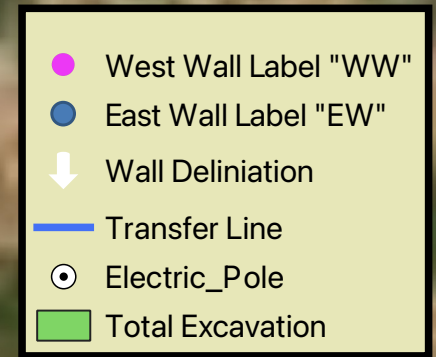 West Wall Label "WW"
East Wall Label "EW"
Wall Deliniation
Transfer Line
Electric_Pole
Total Excavation